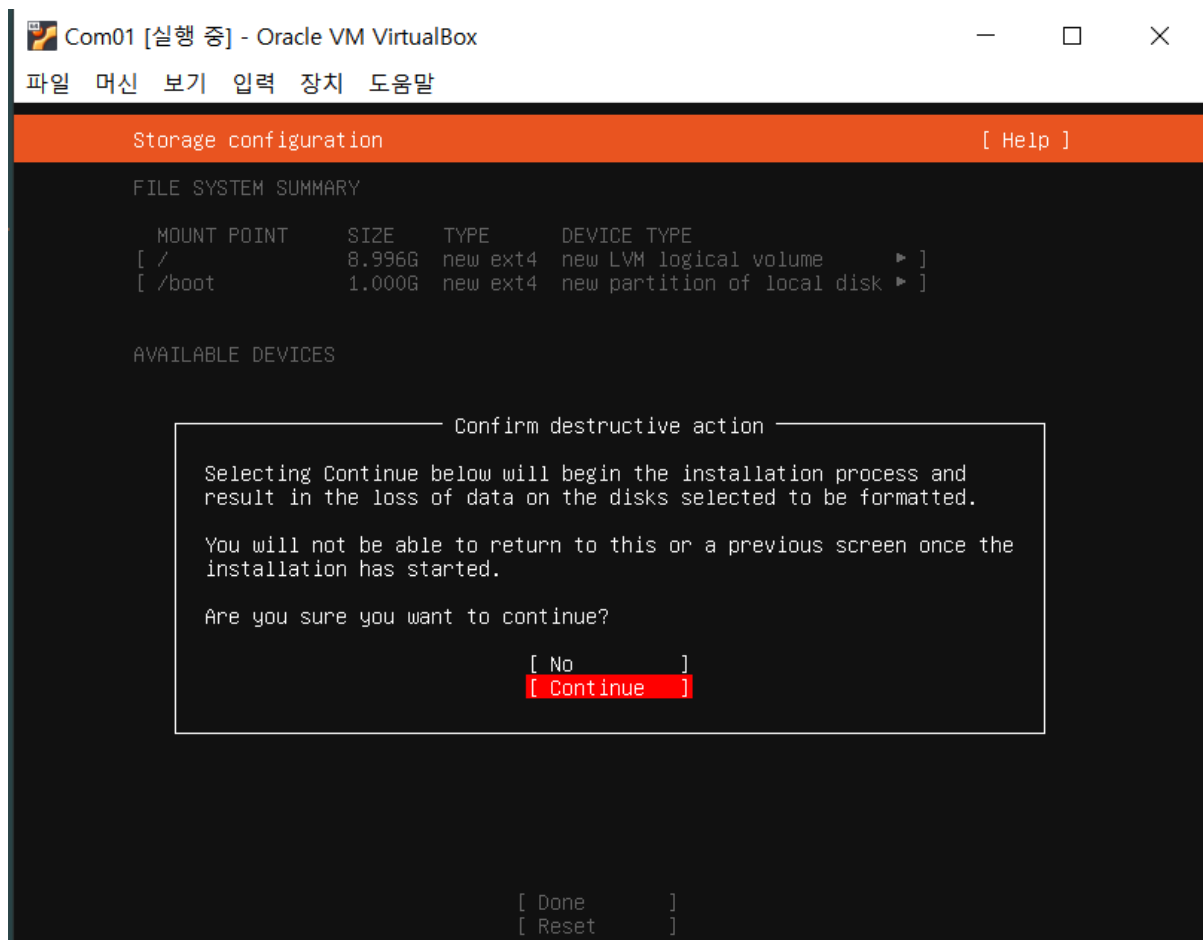 Com01 [실행 중] - Oracle VM VirtualBox
파일 머신 보기 입력 장치 도움말
Storage configuration [ Help ]
FILE SYSTEM SUMMARY
MOUNT POINT SIZE TYPE DEVICE TYPE
[ / 8.996G new ext4 new LVM logical volume ▸ ]
[ /boot 1.000G new ext4 new partition of local disk ▸ ]
AVAILABLE DEVICES
Confirm destructive action
Selecting Continue below will begin the installation process and
result in the loss of data on the disks selected to be formatted.
You will not be able to return to this or a previous screen once the
installation has started.
Are you sure you want to continue?
[ No ]
[ Continue ]
[ Done ]
[ Reset ]